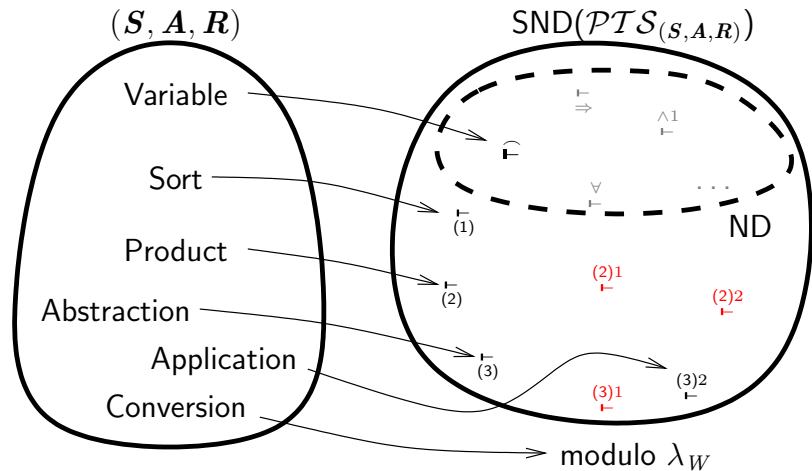 (S, A, R)
Variable
Sort
Product
Abstraction
Application
Conversion
SND(𝒫𝒯𝒮(S,A,R))
⊢
⇒
∧1
⊢
⌢
⊢
∀
⊢
· · ·
ND
⊢
(1)
⊢
(2)
(2)1
⊢
(2)2
⊢
⊢
(3)
(3)1
⊢
(3)2
⊢
modulo λW